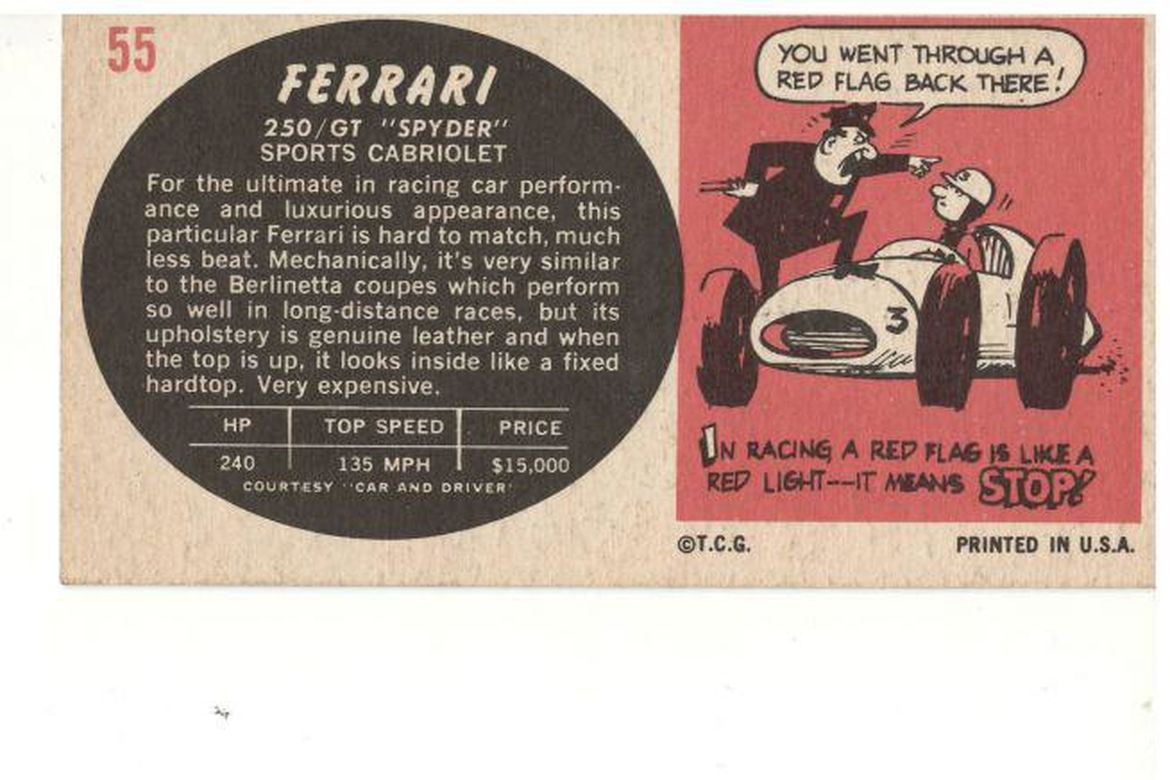 55
FERRARI
250/GT "SPYDER"
SPORTS CABRIOLET
For the ultimate in racing car perform-
ance and luxurious appearance, this
particular Ferrari is hard to match, much
less beat. Mechanically, it's very similar
to the Berlinetta coupes which perform
so well in long-distance races, but its
upholstery is genuine leather and when
the top is up, it looks inside like a fixed
hardtop. Very expensive.
HP TOP SPEED PRICE
240 135 MPH $15,000
COURTESY "CAR AND DRIVER"
YOU WENT THROUGH A
RED FLAG BACK THERE!
3
IN RACING A RED FLAG IS LIKE A
RED LIGHT--IT MEANS STOP!
©T.C.G. PRINTED IN U.S.A.